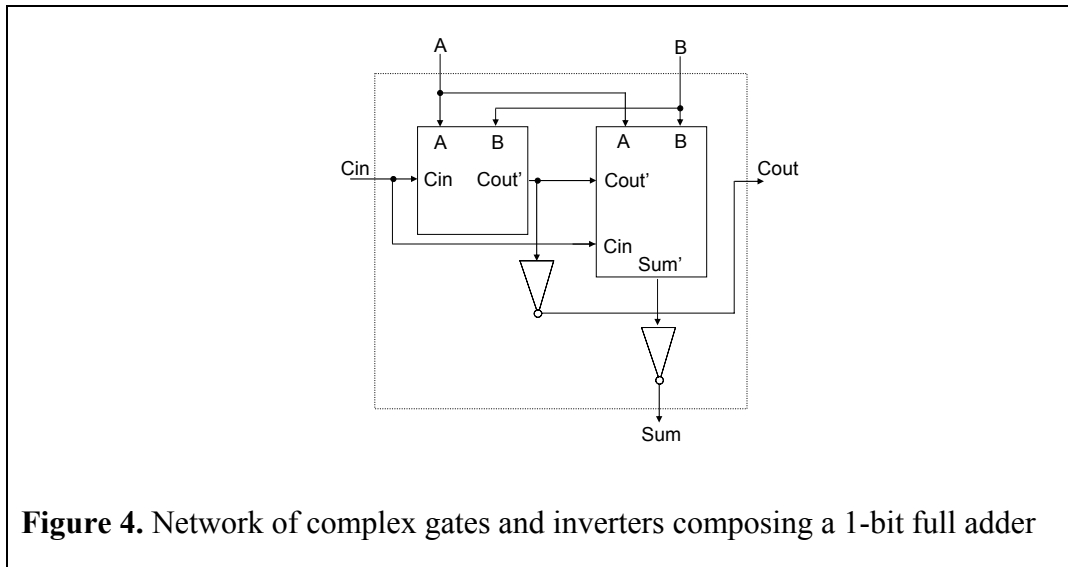 A B
A B A B
Cin Cin Cout' Cout' Cout
Cin
Sum'
Sum
Figure 4. Network of complex gates and inverters composing a 1-bit full adder